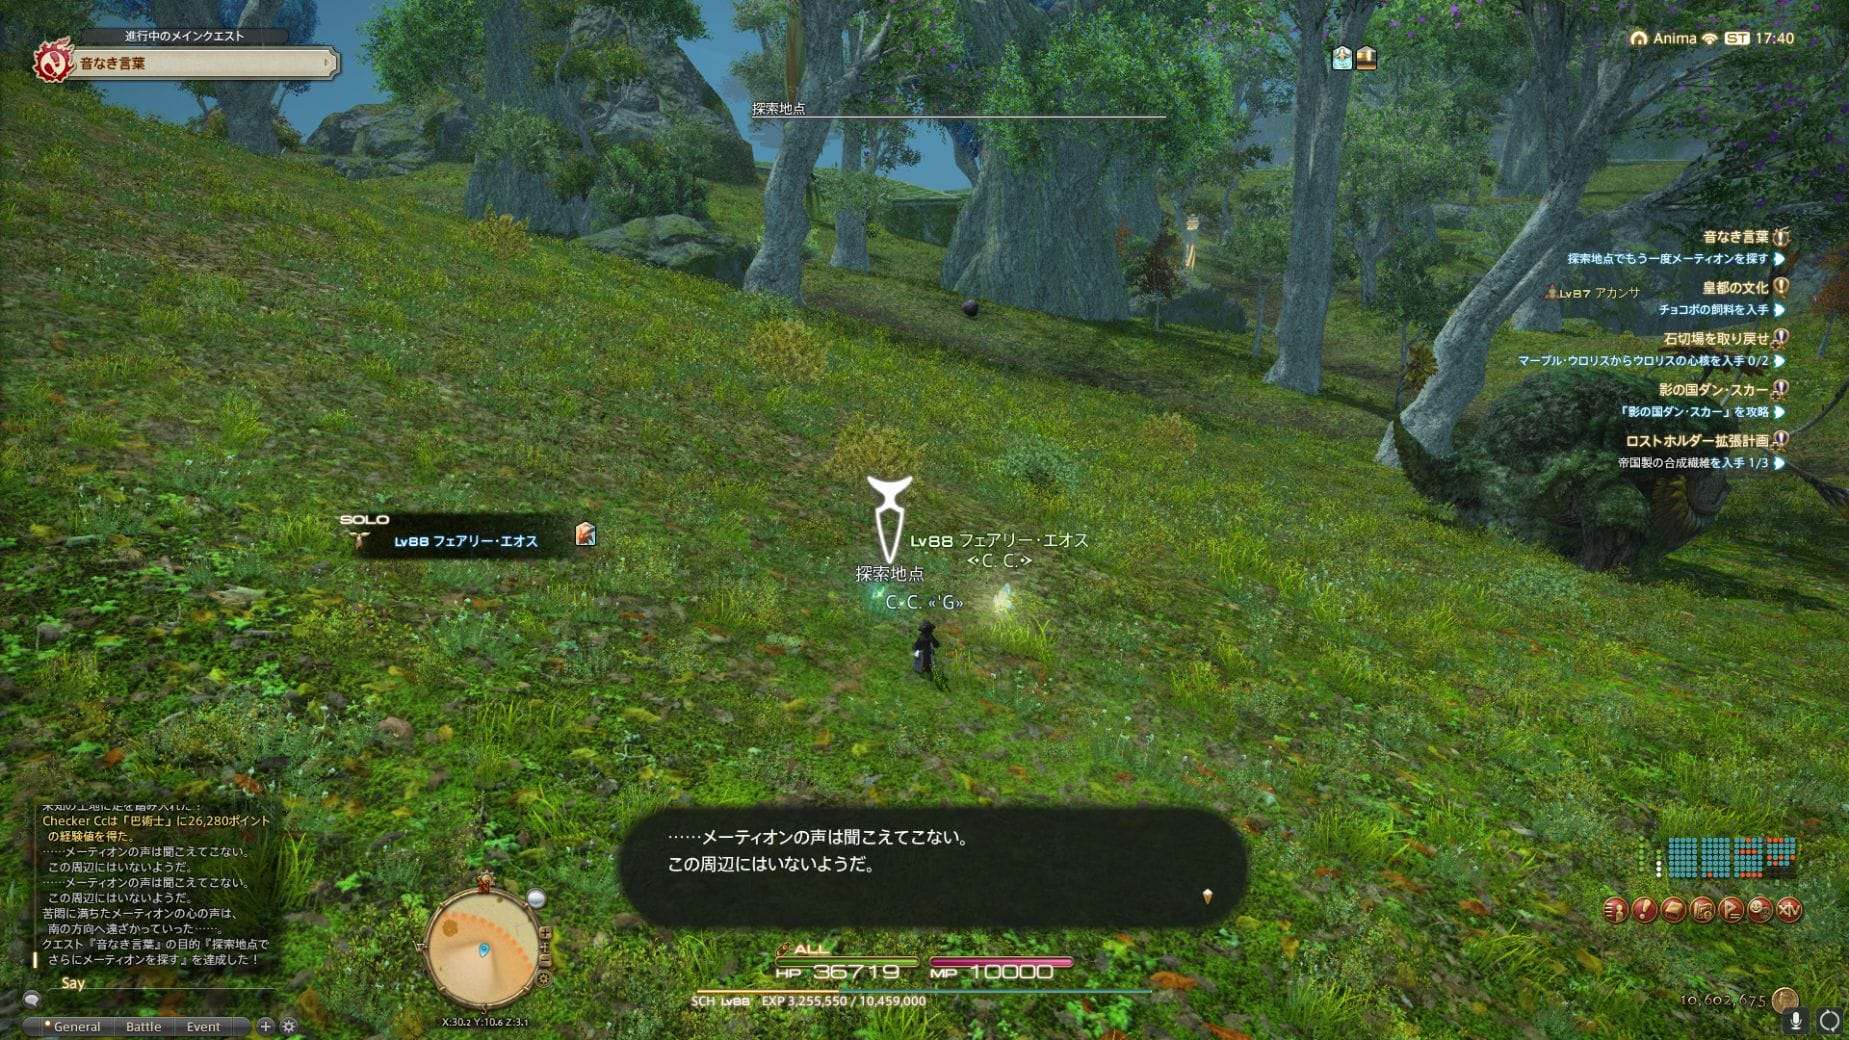 進行中のメインクエスト
音なき言葉
Anima ST 17:40
探索地点
音なき言葉
探索地点でもう一度メーティオンを探す
Lv87 アカンサ
皇都の文化
チョコボの飼料を入手
石切場を取り戻せ
マーブル・ウロリスからウロリスの心核を入手 0/2
影の国ダン・スカー
「影の国ダン・スカー」を攻略
ロストホルダー拡張計画
帝国製の合成繊維を入手 1/3
SOLO
Lv88 フェアリー・エオス
Lv88 フェアリー・エオス
<C. C.>
探索地点
C. C. «'G»
未知の土地に足を踏み入れた！
Checker Ccは「巴術士」に26,280ポイント
の経験値を得た。
……メーティオンの声は聞こえてこない。
この周辺にはいないようだ。
……メーティオンの声は聞こえてこない。
この周辺にはいないようだ。
苦悶に満ちたメーティオンの心の声は、
南の方向へ遠ざかっていった……。
クエスト『音なき言葉』の目的『探索地点で
さらにメーティオンを探す』を達成した！
Say
General Battle Event
……メーティオンの声は聞こえてこない。
この周辺にはいないようだ。
ALL
HP 36719 MP 10000
SCH Lv88 EXP 3,255,550 / 10,459,000
X:30.2 Y:10.6 Z:3.1
XIV
10,602,675